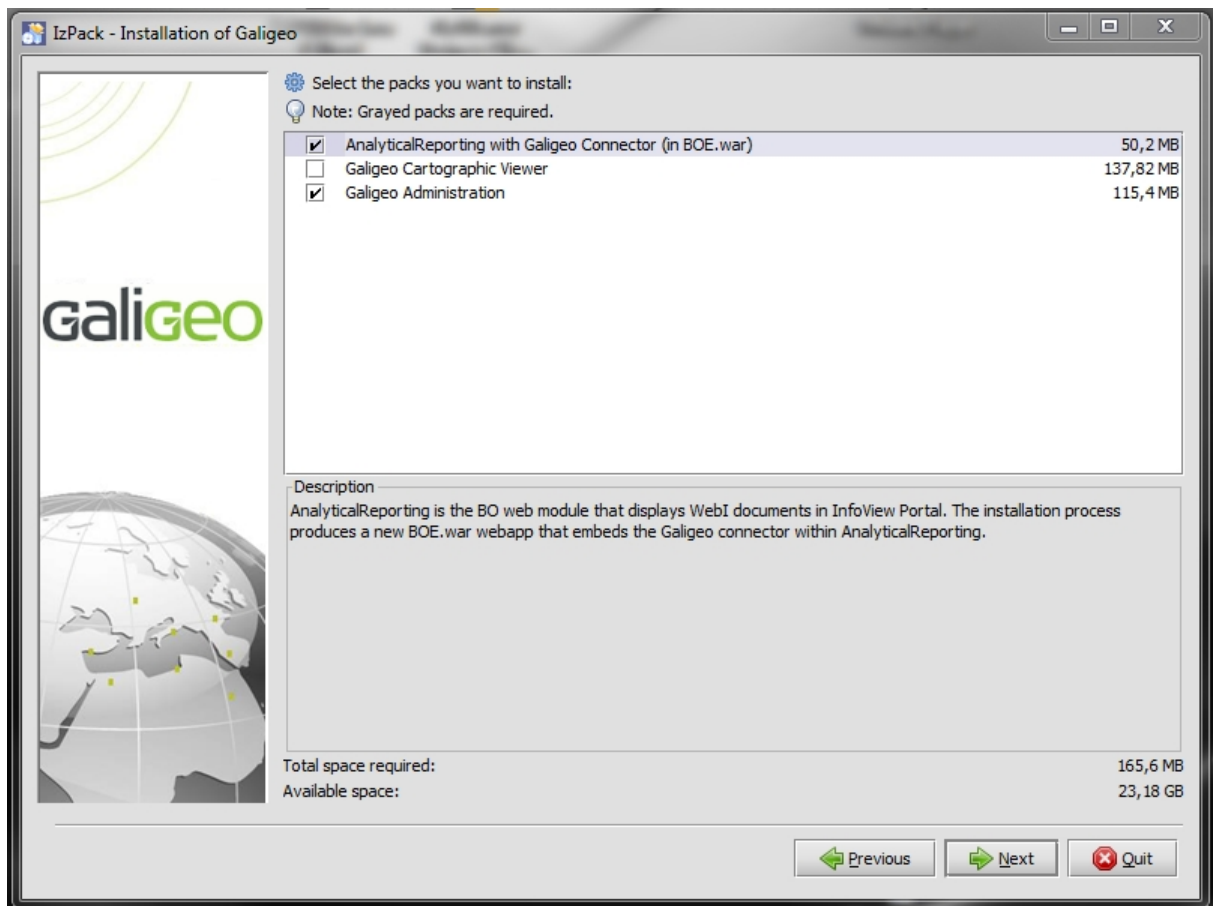 IzPack - Installation of Galigeo
Select the packs you want to install:
Note: Grayed packs are required.
AnalyticalReporting with Galigeo Connector (in BOE.war) 50,2 MB
Galigeo Cartographic Viewer 137,82 MB
Galigeo Administration 115,4 MB
galigeo
Description
AnalyticalReporting is the BO web module that displays WebI documents in InfoView Portal. The installation process
produces a new BOE.war webapp that embeds the Galigeo connector within AnalyticalReporting.
Total space required: 165,6 MB
Available space: 23,18 GB
Previous Next Quit